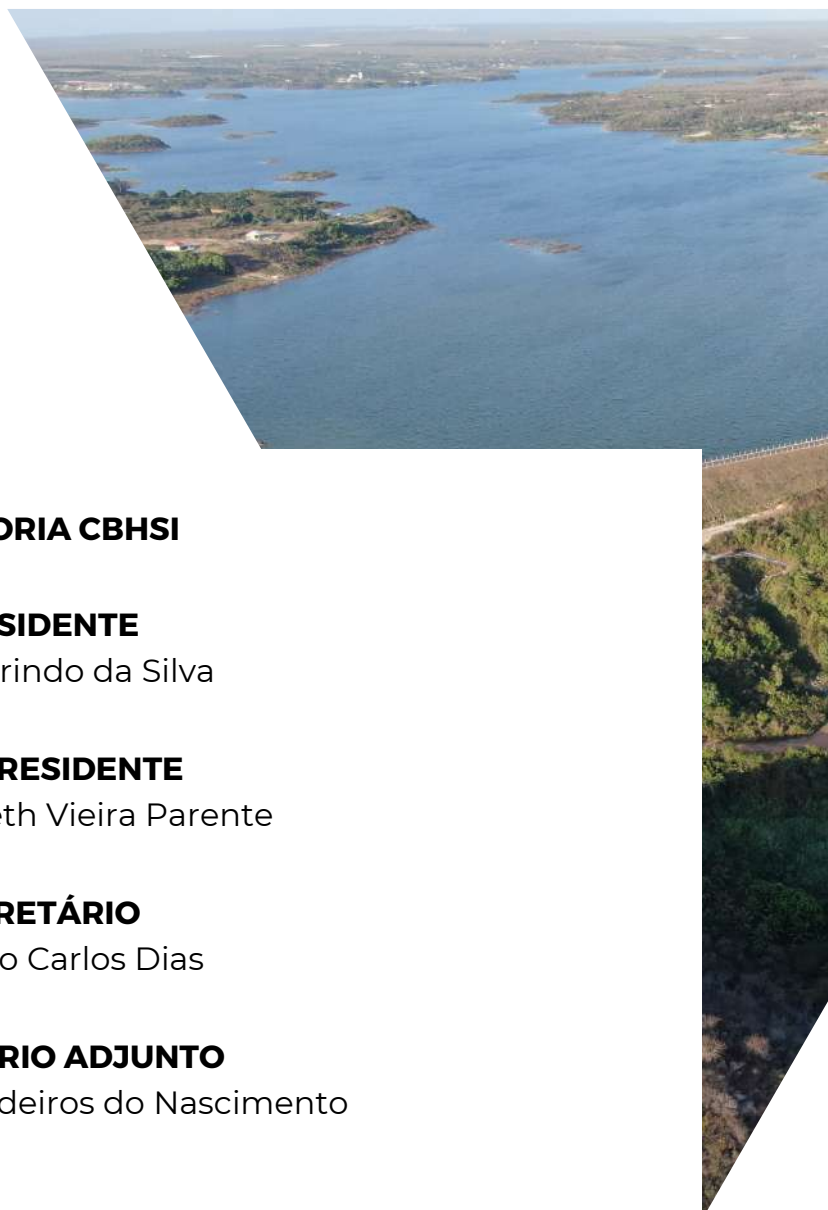 ORIA CBHSI
SIDENTE
rindo da Silva
RESIDENTE
eth Vieira Parente
RETÁRIO
o Carlos Dias
RIO ADJUNTO
deiros do Nascimento